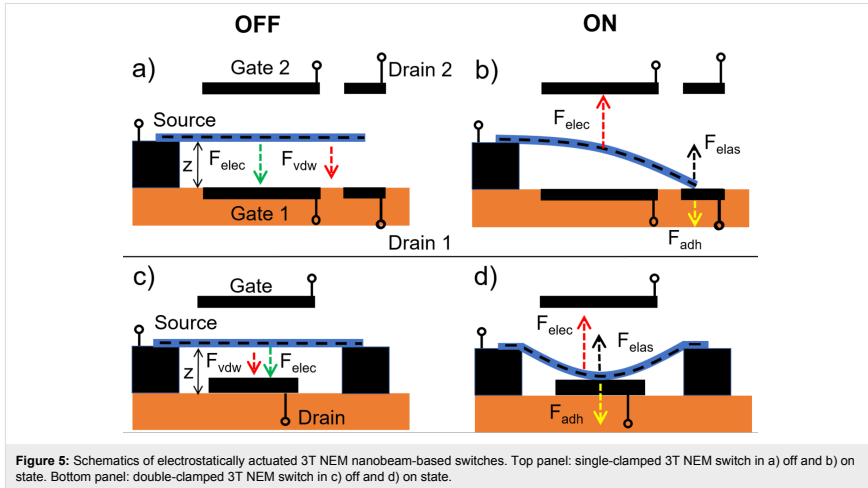 OFF
ON
a)
Gate 2
Drain 2
b)
Source
F_elec
F_elas
z
F_elec
F_vdw
Gate 1
Drain 1
F_adh
c)
Gate
d)
Source
F_elec
F_elas
z
F_vdw
F_elec
Drain
F_adh
Figure 5: Schematics of electrostatically actuated 3T NEM nanobeam-based switches. Top panel: single-clamped 3T NEM switch in a) off and b) on
state. Bottom panel: double-clamped 3T NEM switch in c) off and d) on state.